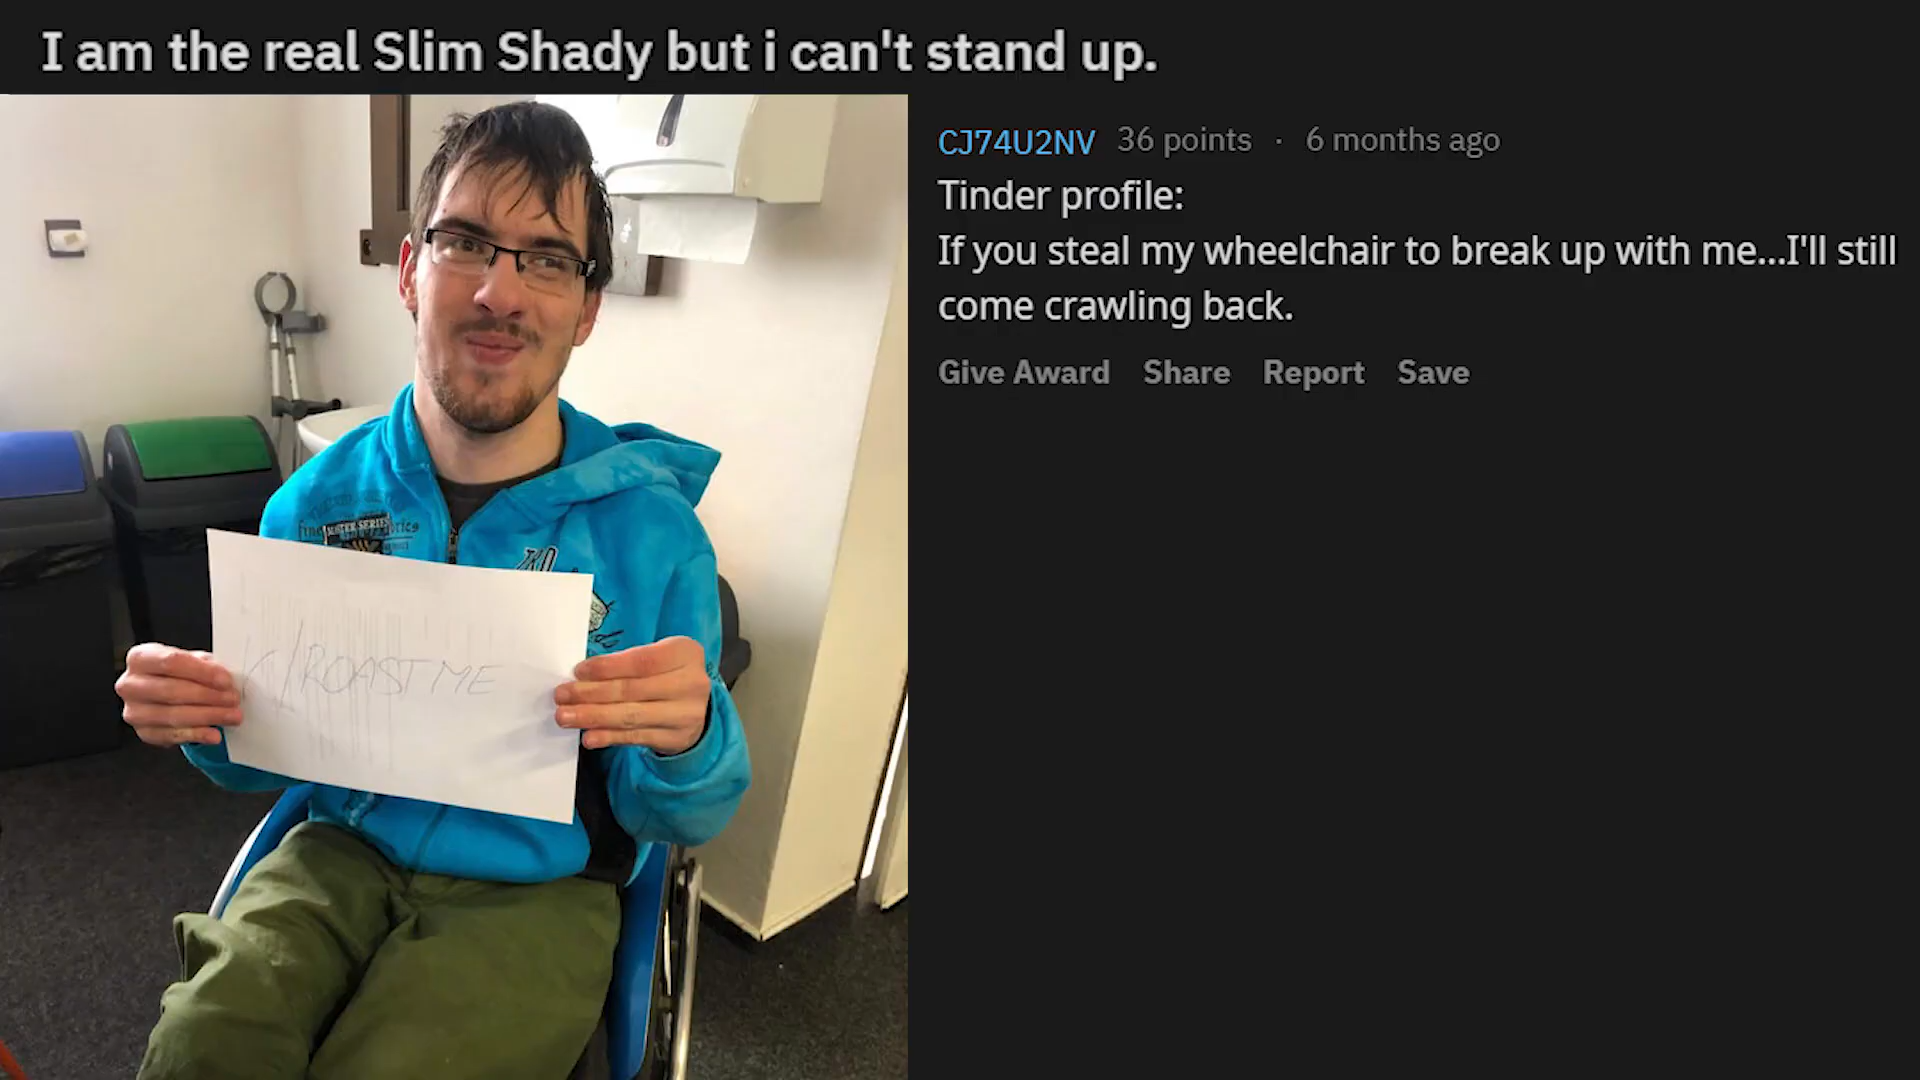 I am the real Slim Shady but i can't stand up.
CJ74U2NV 36 points · 6 months ago
Tinder profile:
If you steal my wheelchair to break up with me...I'll still
come crawling back.
Give Award Share Report Save
MASTER SERIES
r/ROAST ME